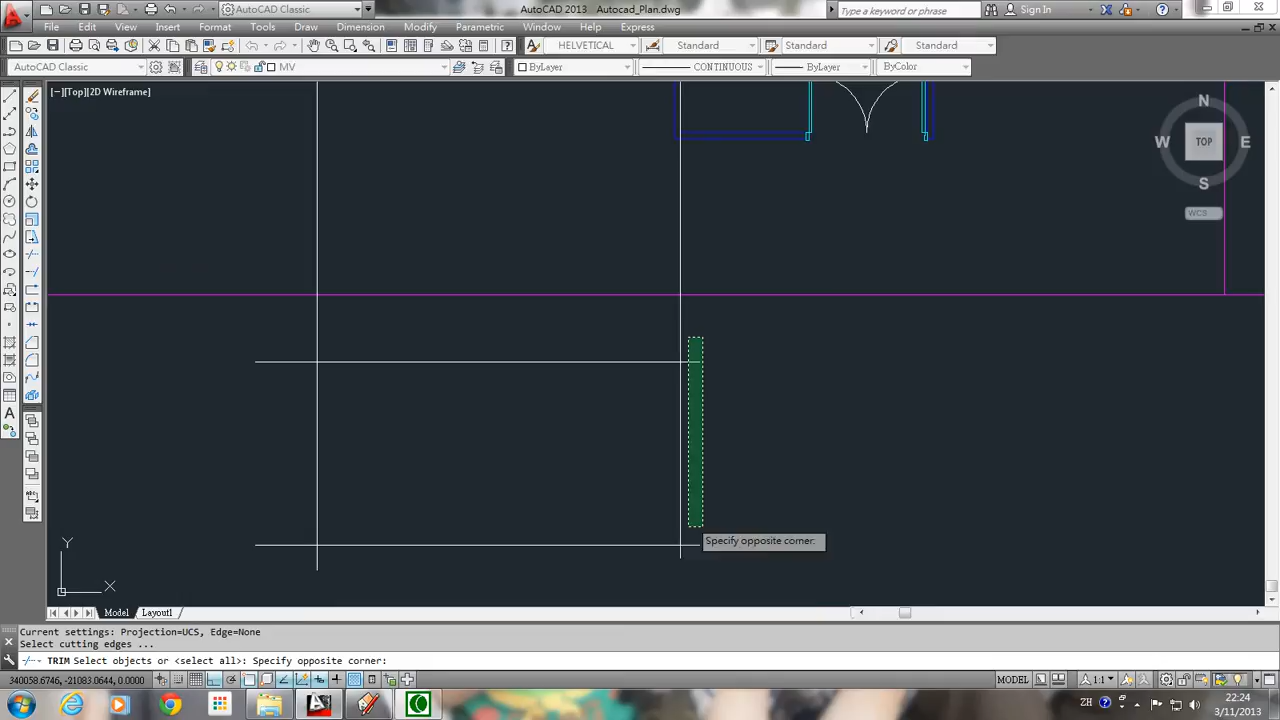 AutoCAD Classic
AutoCAD 2013 Autocad_Plan.dwg
Type a keyword or phrase
Sign In
File Edit View Insert Format Tools Draw Dimension Modify Parametric Window Help Express
HELVETICAL Standard Standard Standard
AutoCAD Classic MV ByLayer CONTINUOUS ByLayer ByColor
[−][Top][2D Wireframe]
N
W TOP E
S
WCS
Specify opposite corner:
Y
X
Model Layout1
Current settings: Projection=UCS, Edge=None
Select cutting edges ...
TRIM Select objects or <select all>: Specify opposite corner:
340058.6746, -21083.0644, 0.0000 MODEL 1:1
ZH 22:24
3/11/2013